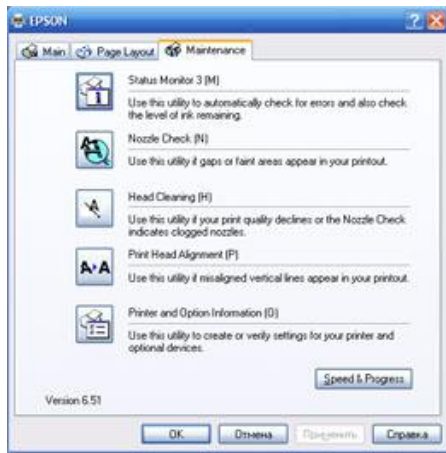 EPSON
Main Page Layout Maintenance
Status Monitor 3 (M)
Use this utility to automatically check for errors and also check
the level of ink remaining.
Nozzle Check (N)
Use this utility if gaps or faint areas appear in your printout.
Head Cleaning (H)
Use this utility if your print quality declines or the Nozzle Check
indicates clogged nozzles.
Print Head Alignment (P)
Use this utility if misaligned vertical lines appear in your printout.
Printer and Option Information (O)
Use this utility to create or verify settings for your printer and
optional devices.
Speed & Progress
Version 6.51
OK Отмена Применить Справка